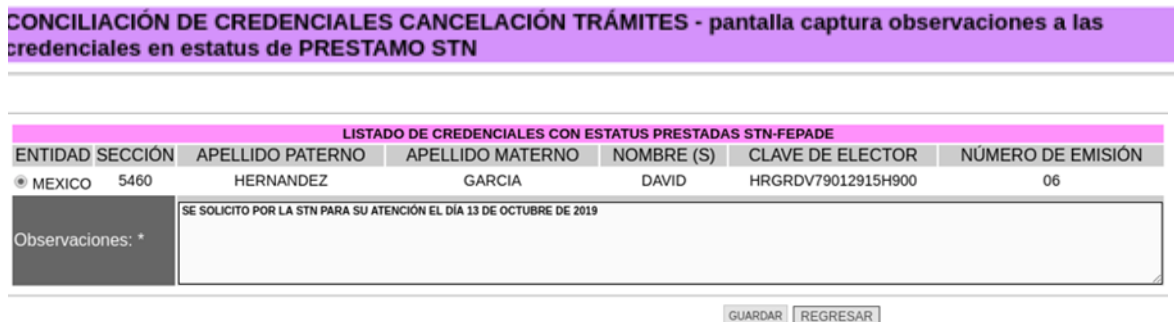 CONCILIACIÓN DE CREDENCIALES CANCELACIÓN TRÁMITES - pantalla captura observaciones a las
credenciales en estatus de PRESTAMO STN
LISTADO DE CREDENCIALES CON ESTATUS PRESTADAS STN-FEPADE
ENTIDAD SECCIÓN APELLIDO PATERNO APELLIDO MATERNO NOMBRE (S) CLAVE DE ELECTOR NÚMERO DE EMISIÓN
MEXICO 5460 HERNANDEZ GARCIA DAVID HRGRDV79012915H900 06
SE SOLICITO POR LA STN PARA SU ATENCIÓN EL DÍA 13 DE OCTUBRE DE 2019
Observaciones: *
GUARDAR REGRESAR